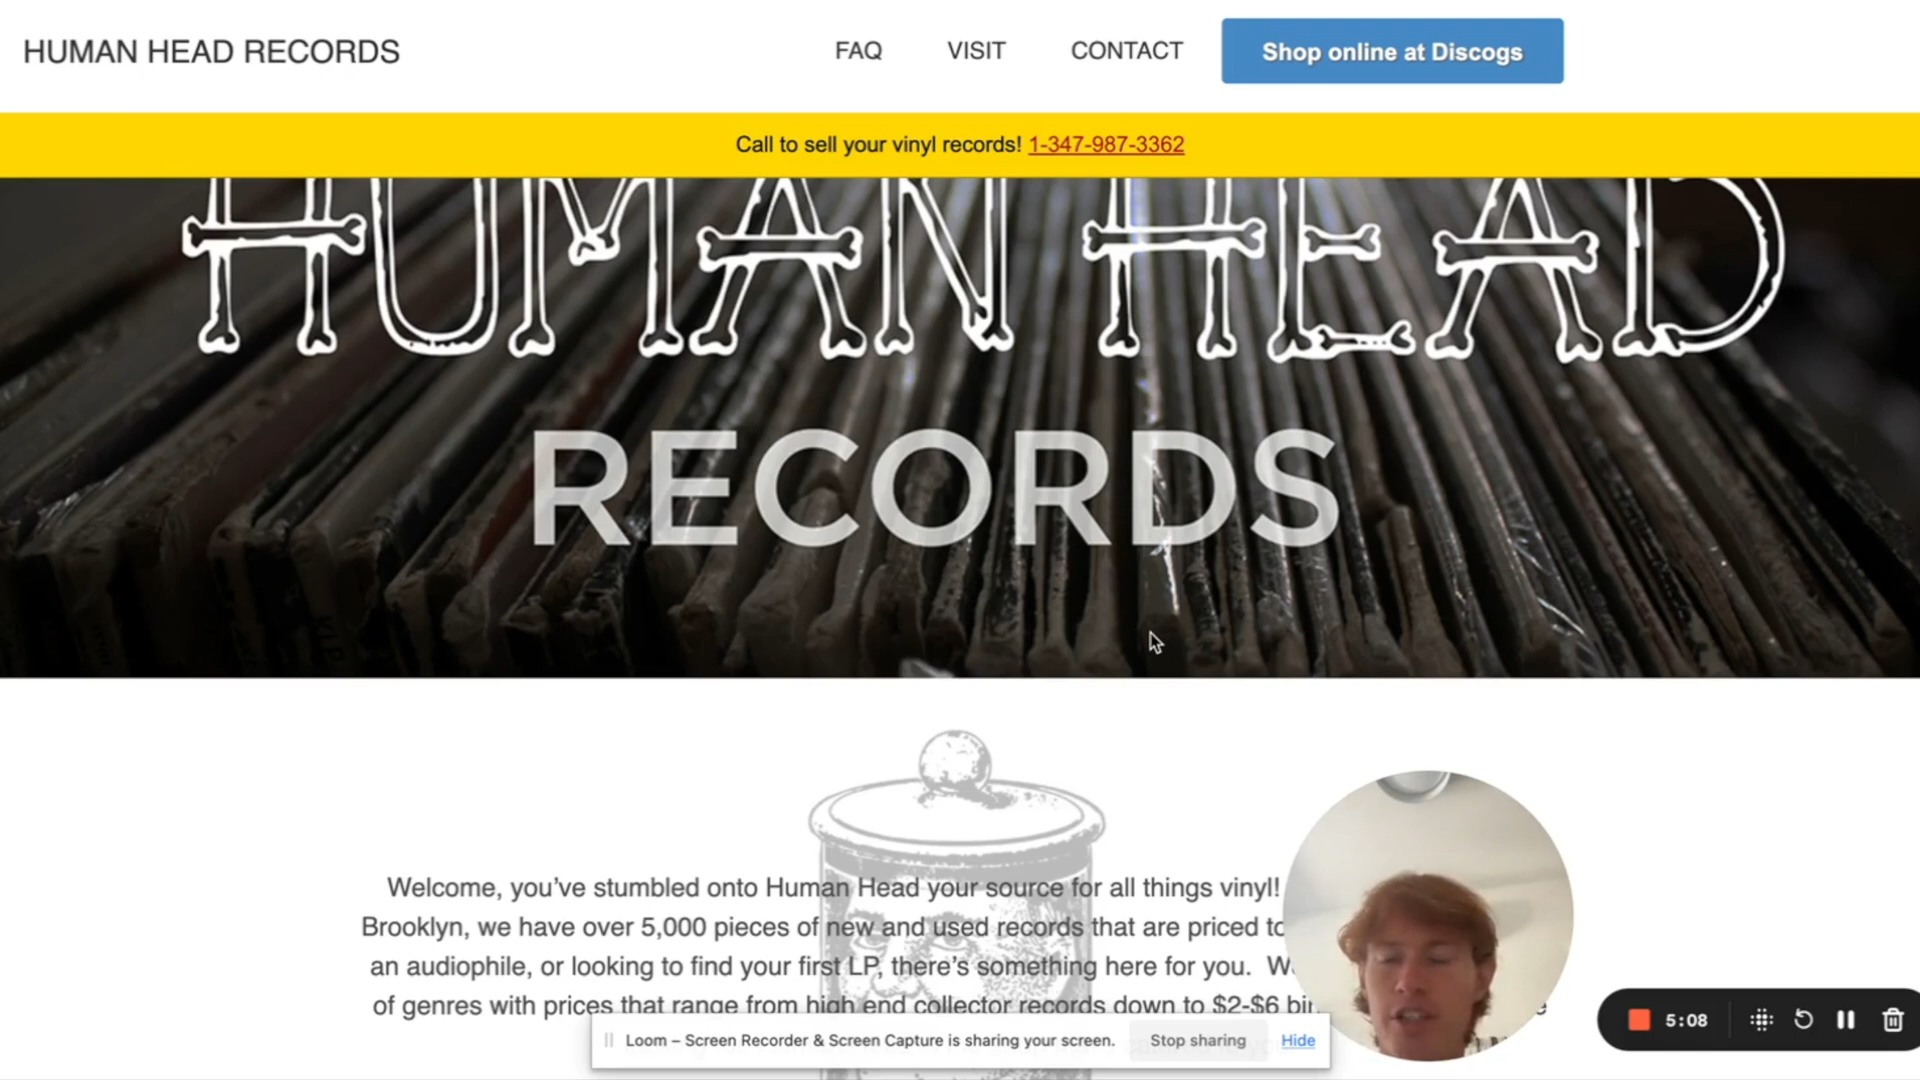 HUMAN HEAD RECORDS
FAQ
VISIT
CONTACT
Shop online at Discogs
Call to sell your vinyl records! 1-347-987-3362
HUMAN HEAD
RECORDS
Welcome, you've stumbled onto Human Head your source for all things vinyl!
Brooklyn, we have over 5,000 pieces of new and used records that are priced to
an audiophile, or looking to find your first LP, there's something here for you.
of genres with prices that range from high end collector records down to $2-$6
Loom – Screen Recorder & Screen Capture is sharing your screen.
Stop sharing
Hide
5:08